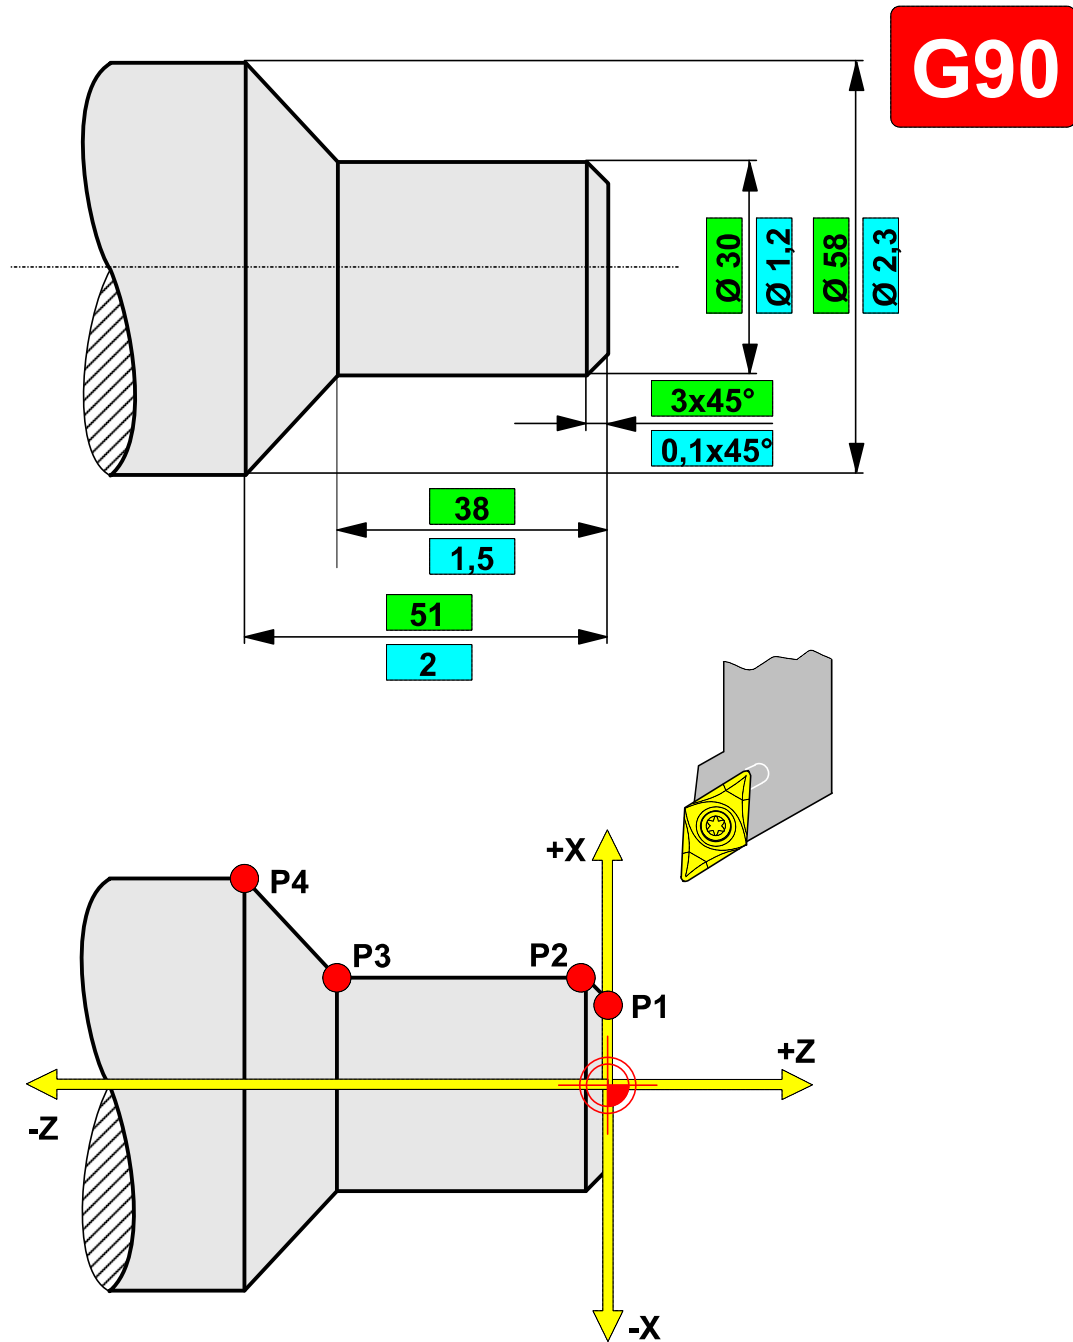 G90
Ø 30
Ø 1,2
Ø 58
Ø 2,3
3x45°
0,1x45°
38
1,5
51
2
+X
P4
P3
P2
P1
+Z
-Z
-X